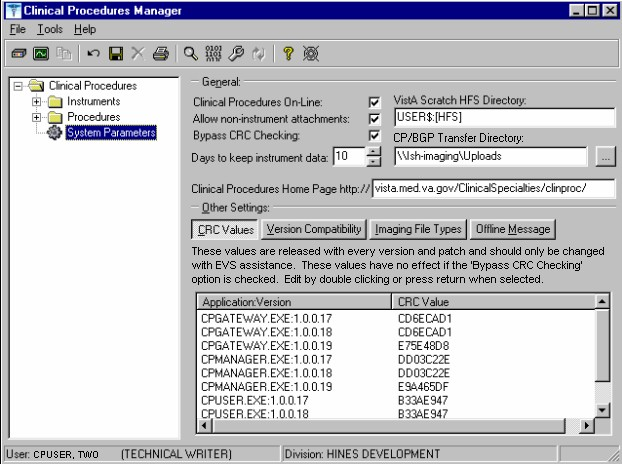 Clinical Procedures Manager
File Tools Help
Clinical Procedures
Instruments
Procedures
System Parameters
General:
Clinical Procedures On-Line:
Allow non-instrument attachments:
Bypass CRC Checking:
Days to keep instrument data: 10
VistA Scratch HFS Directory:
USER$:[HFS]
CP/BGP Transfer Directory:
\\Ish-imaging\Uploads
...
Clinical Procedures Home Page http:// vista.med.va.gov/ClinicalSpecialties/clinproc/
Other Settings:
CRC Values Version Compatibility Imaging File Types Offline Message
These values are released with every version and patch and should only be changed
with EVS assistance. These values have no effect if the 'Bypass CRC Checking'
option is checked. Edit by double clicking or press return when selected.
Application:Version CRC Value
CPGATEWAY.EXE:1.0.0.17 CD6ECAD1
CPGATEWAY.EXE:1.0.0.18 CD6ECAD1
CPGATEWAY.EXE:1.0.0.19 E75E48D8
CPMANAGER.EXE:1.0.0.17 DD03C22E
CPMANAGER.EXE:1.0.0.18 DD03C22E
CPMANAGER.EXE:1.0.0.19 E9A465DF
CPUSER.EXE:1.0.0.17 B33AE947
CPUSER.EXE:1.0.0.18 B33AE947
User: CPUSER, TWO (TECHNICAL WRITER) Division: HINES DEVELOPMENT